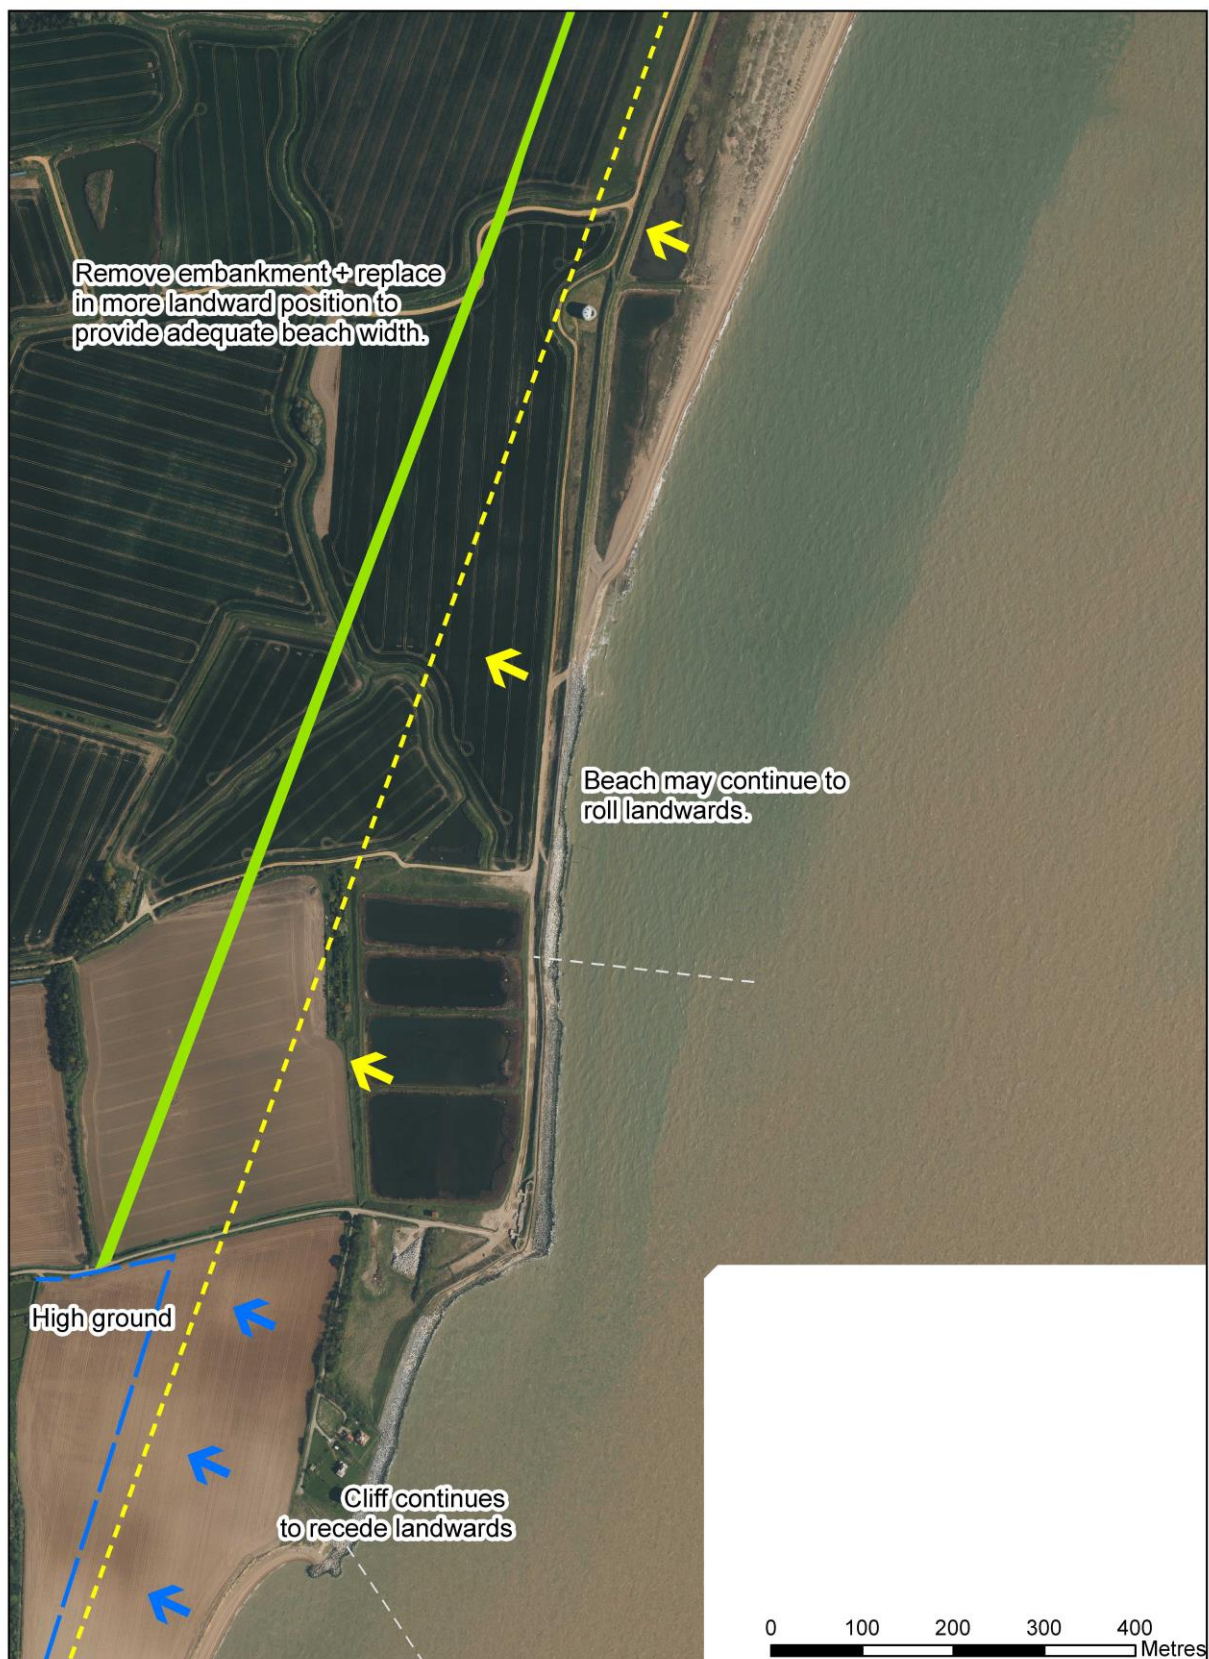 Remove embankment + replace
in more landward position to
provide adequate beach width.
Beach may continue to
roll landwards.
High ground
Cliff continues
to recede landwards
0 100 200 300 400
Metres